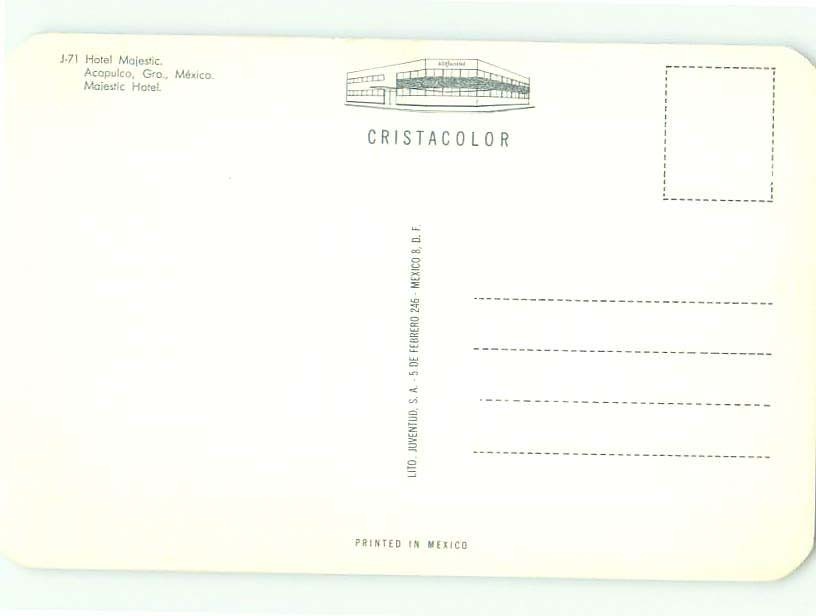 J-71 Hotel Majestic.
Acapulco, Gro., México.
Majestic Hotel.
CRISTACOLOR
LITO. JUVENTUD, S. A. - 5 DE FEBRERO 246 - MEXICO 8, D. F.
PRINTED IN MEXICO